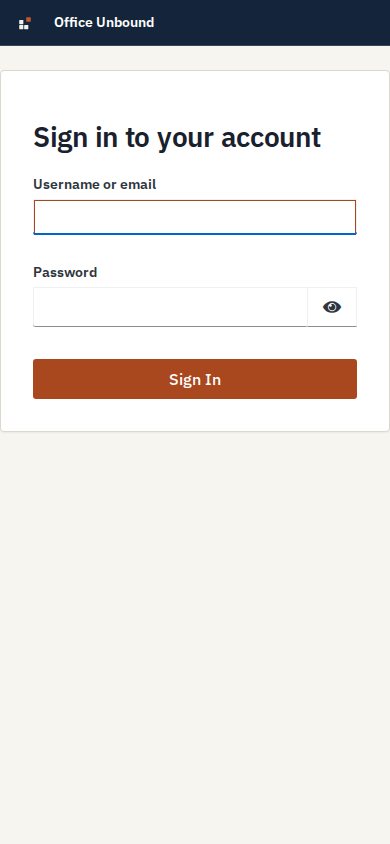 Office Unbound
Sign in to your account
Username or email
Password
Sign In